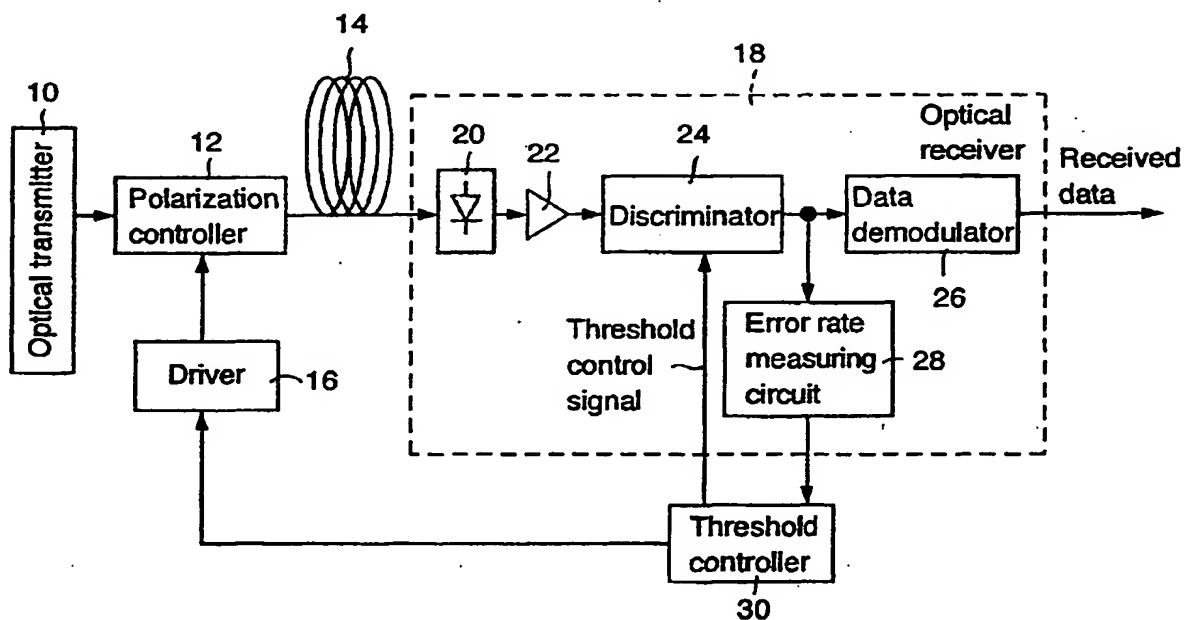 14
18
10
Optical transmitter
12
Polarization
controller
20
22
24
Discriminator
Optical
receiver
Data
demodulator
26
Received
data
Threshold
control
signal
Error rate
measuring
circuit
28
Driver
16
Threshold
controller
30